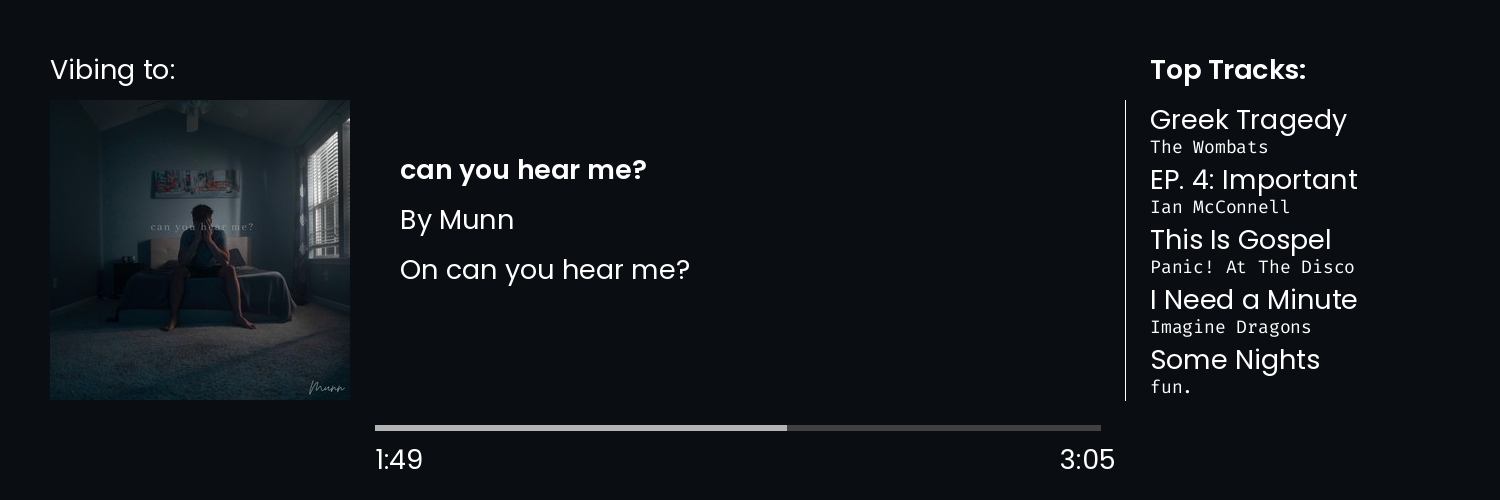 Vibing to:
can you hear me?
Munn
can you hear me?
By Munn
On can you hear me?
1:49
3:05
Top Tracks:
Greek Tragedy
The Wombats
EP. 4: Important
Ian McConnell
This Is Gospel
Panic! At The Disco
I Need a Minute
Imagine Dragons
Some Nights
fun.